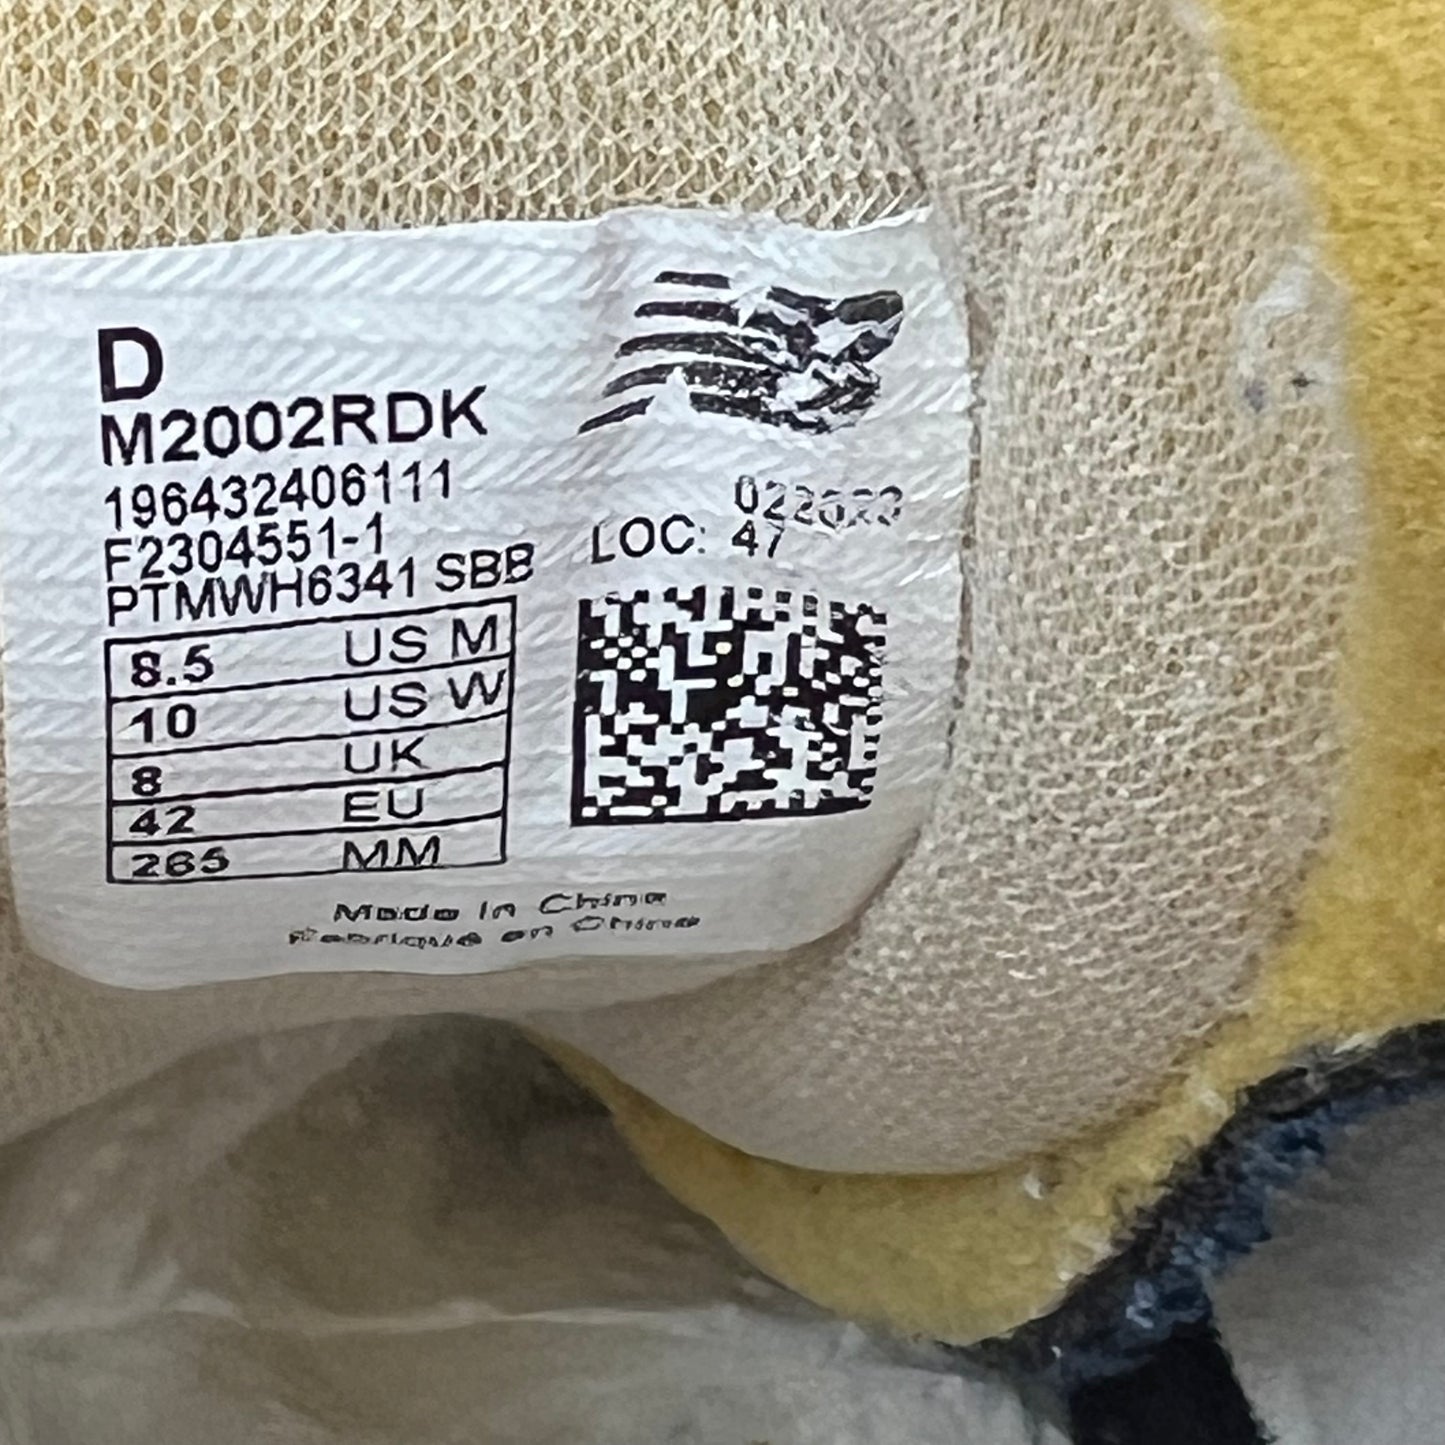 D
M2002RDK
196432406111
F2304551-1
PTMWH6341 SBB
LOC: 47
8.5 US M
10 US W
8 UK
42 EU
265 MM
Made in China
Fabriqué en Chine